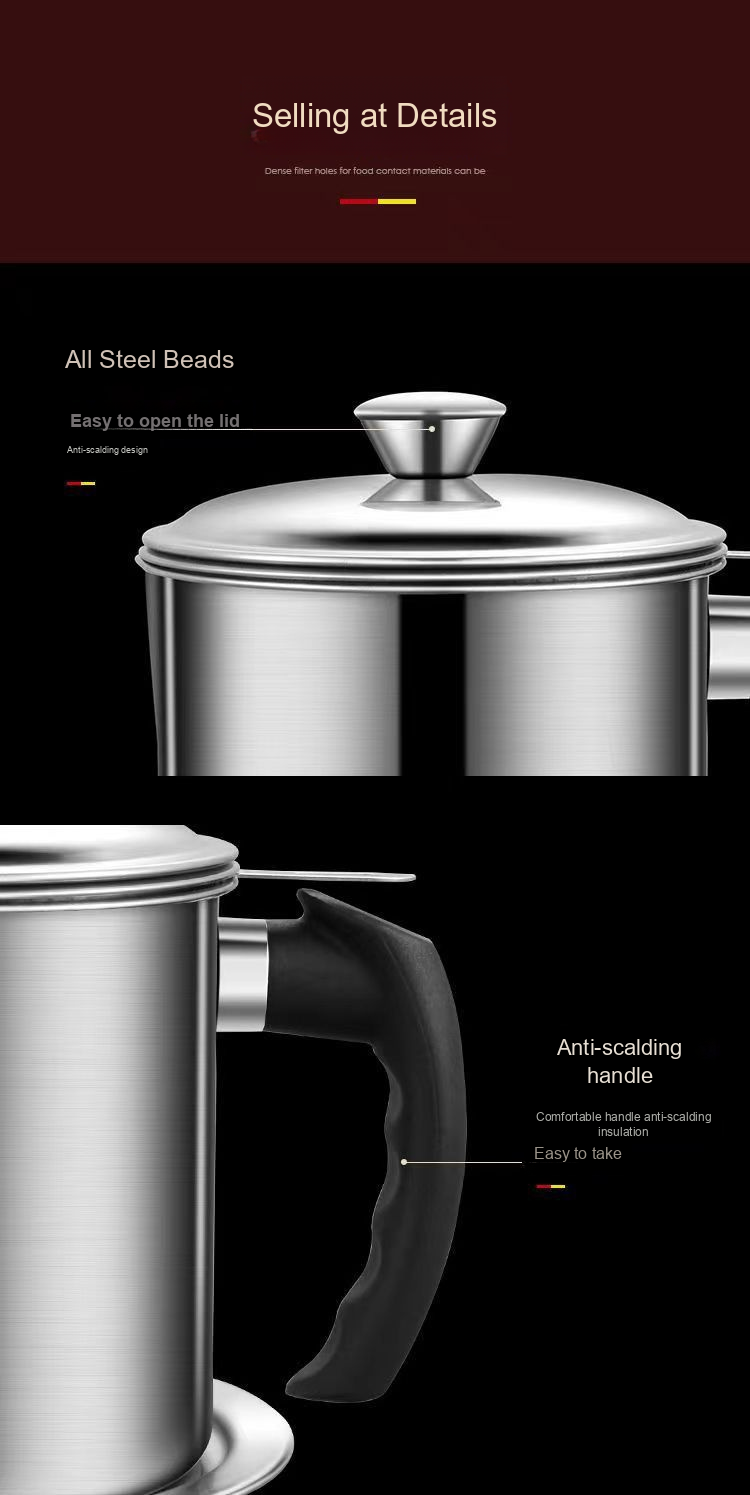 Selling at Details
Dense filter holes for food contact materials can be
All Steel Beads
Easy to open the lid
Anti-scalding design
Anti-scalding
handle
Comfortable handle anti-scalding
insulation
Easy to take